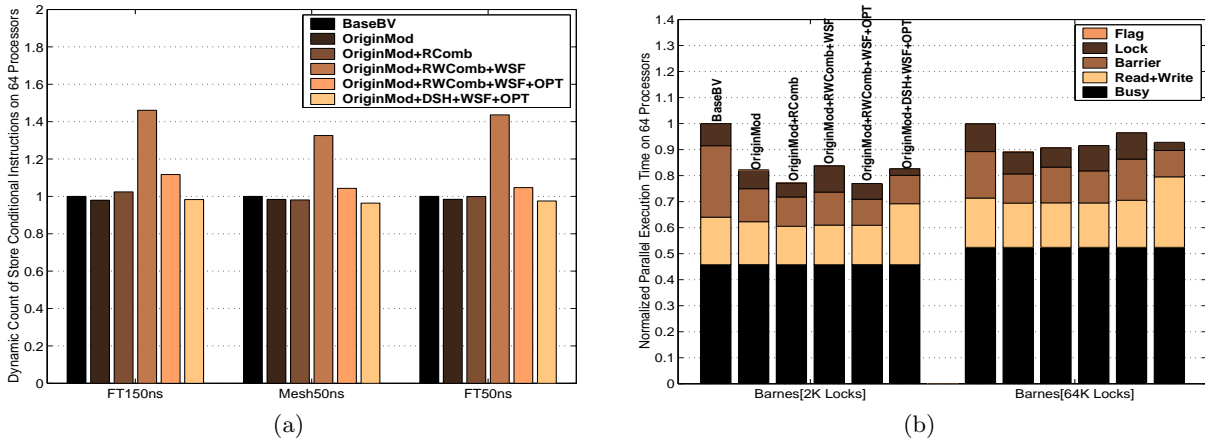 Dynamic Count of Store Conditional Instructions on 64 Processors
2
1.8
1.6
1.4
1.2
1
0.8
0.6
0.4
0.2
0
BaseBV
OriginMod
OriginMod+RComb
OriginMod+RWComb+WSF
OriginMod+RWComb+WSF+OPT
OriginMod+DSH+WSF+OPT
FT150ns
Mesh50ns
FT50ns
(a)
Normalized Parallel Execution Time on 64 Processors
1.4
1.3
1.2
1.1
1
0.9
0.8
0.7
0.6
0.5
0.4
0.3
0.2
0.1
0
BaseBV
OriginMod
OriginMod+RComb
OriginMod+RWComb+WSF
OriginMod+RWComb+WSF+OPT
OriginMod+DSH+WSF+OPT
Flag
Lock
Barrier
Read+Write
Busy
Barnes[2K Locks]
Barnes[64K Locks]
(b)